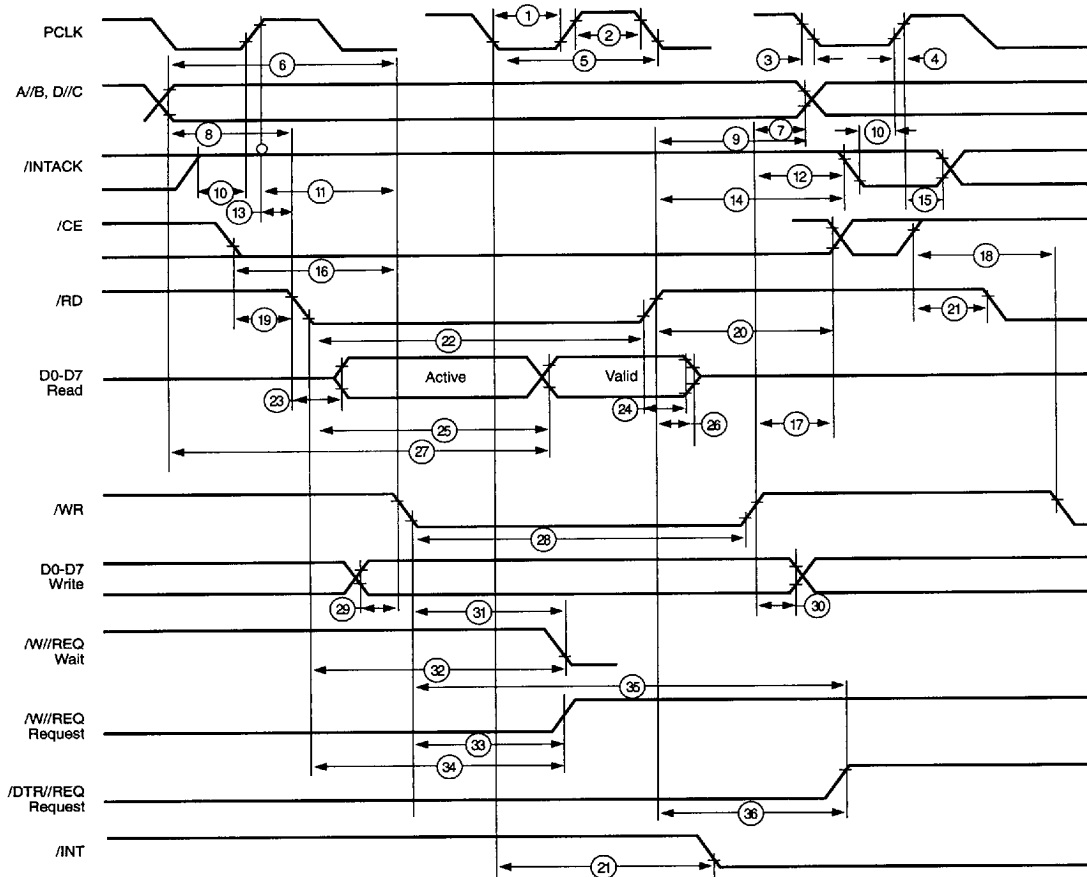 PCLK
1
2
3
4
5
6
A//B, D//C
7
8
9
10
/INTACK
10
11
12
13
14
15
/CE
16
18
/RD
19
20
21
22
D0-D7
Read
Active
Valid
23
24
25
26
27
17
/WR
28
D0-D7
Write
29
30
31
/W//REQ
Wait
32
35
/W//REQ
Request
33
34
/DTR//REQ
Request
36
/INT
21